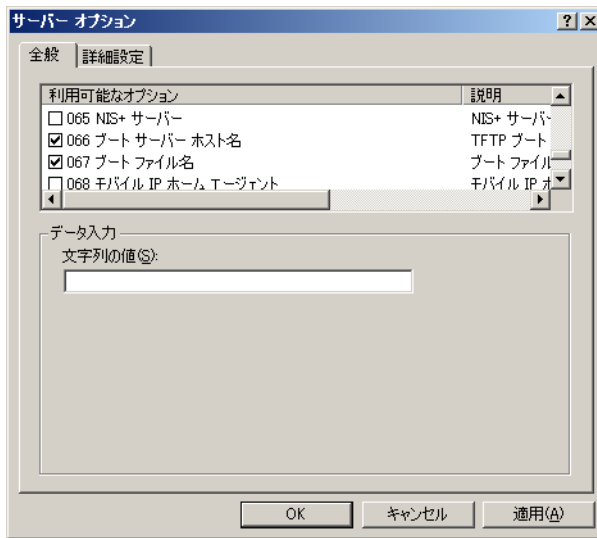 サーバー オプション
全般
詳細設定
利用可能なオプション 説明
065 NIS+ サーバー NIS+ サーバ
066 ブート サーバー ホスト名 TFTP ブート
067 ブート ファイル名 ブート ファイル
068 モバイル IP ホーム エージェント モバイル IP ホ
データ入力
文字列の値(S):
OK キャンセル 適用(A)